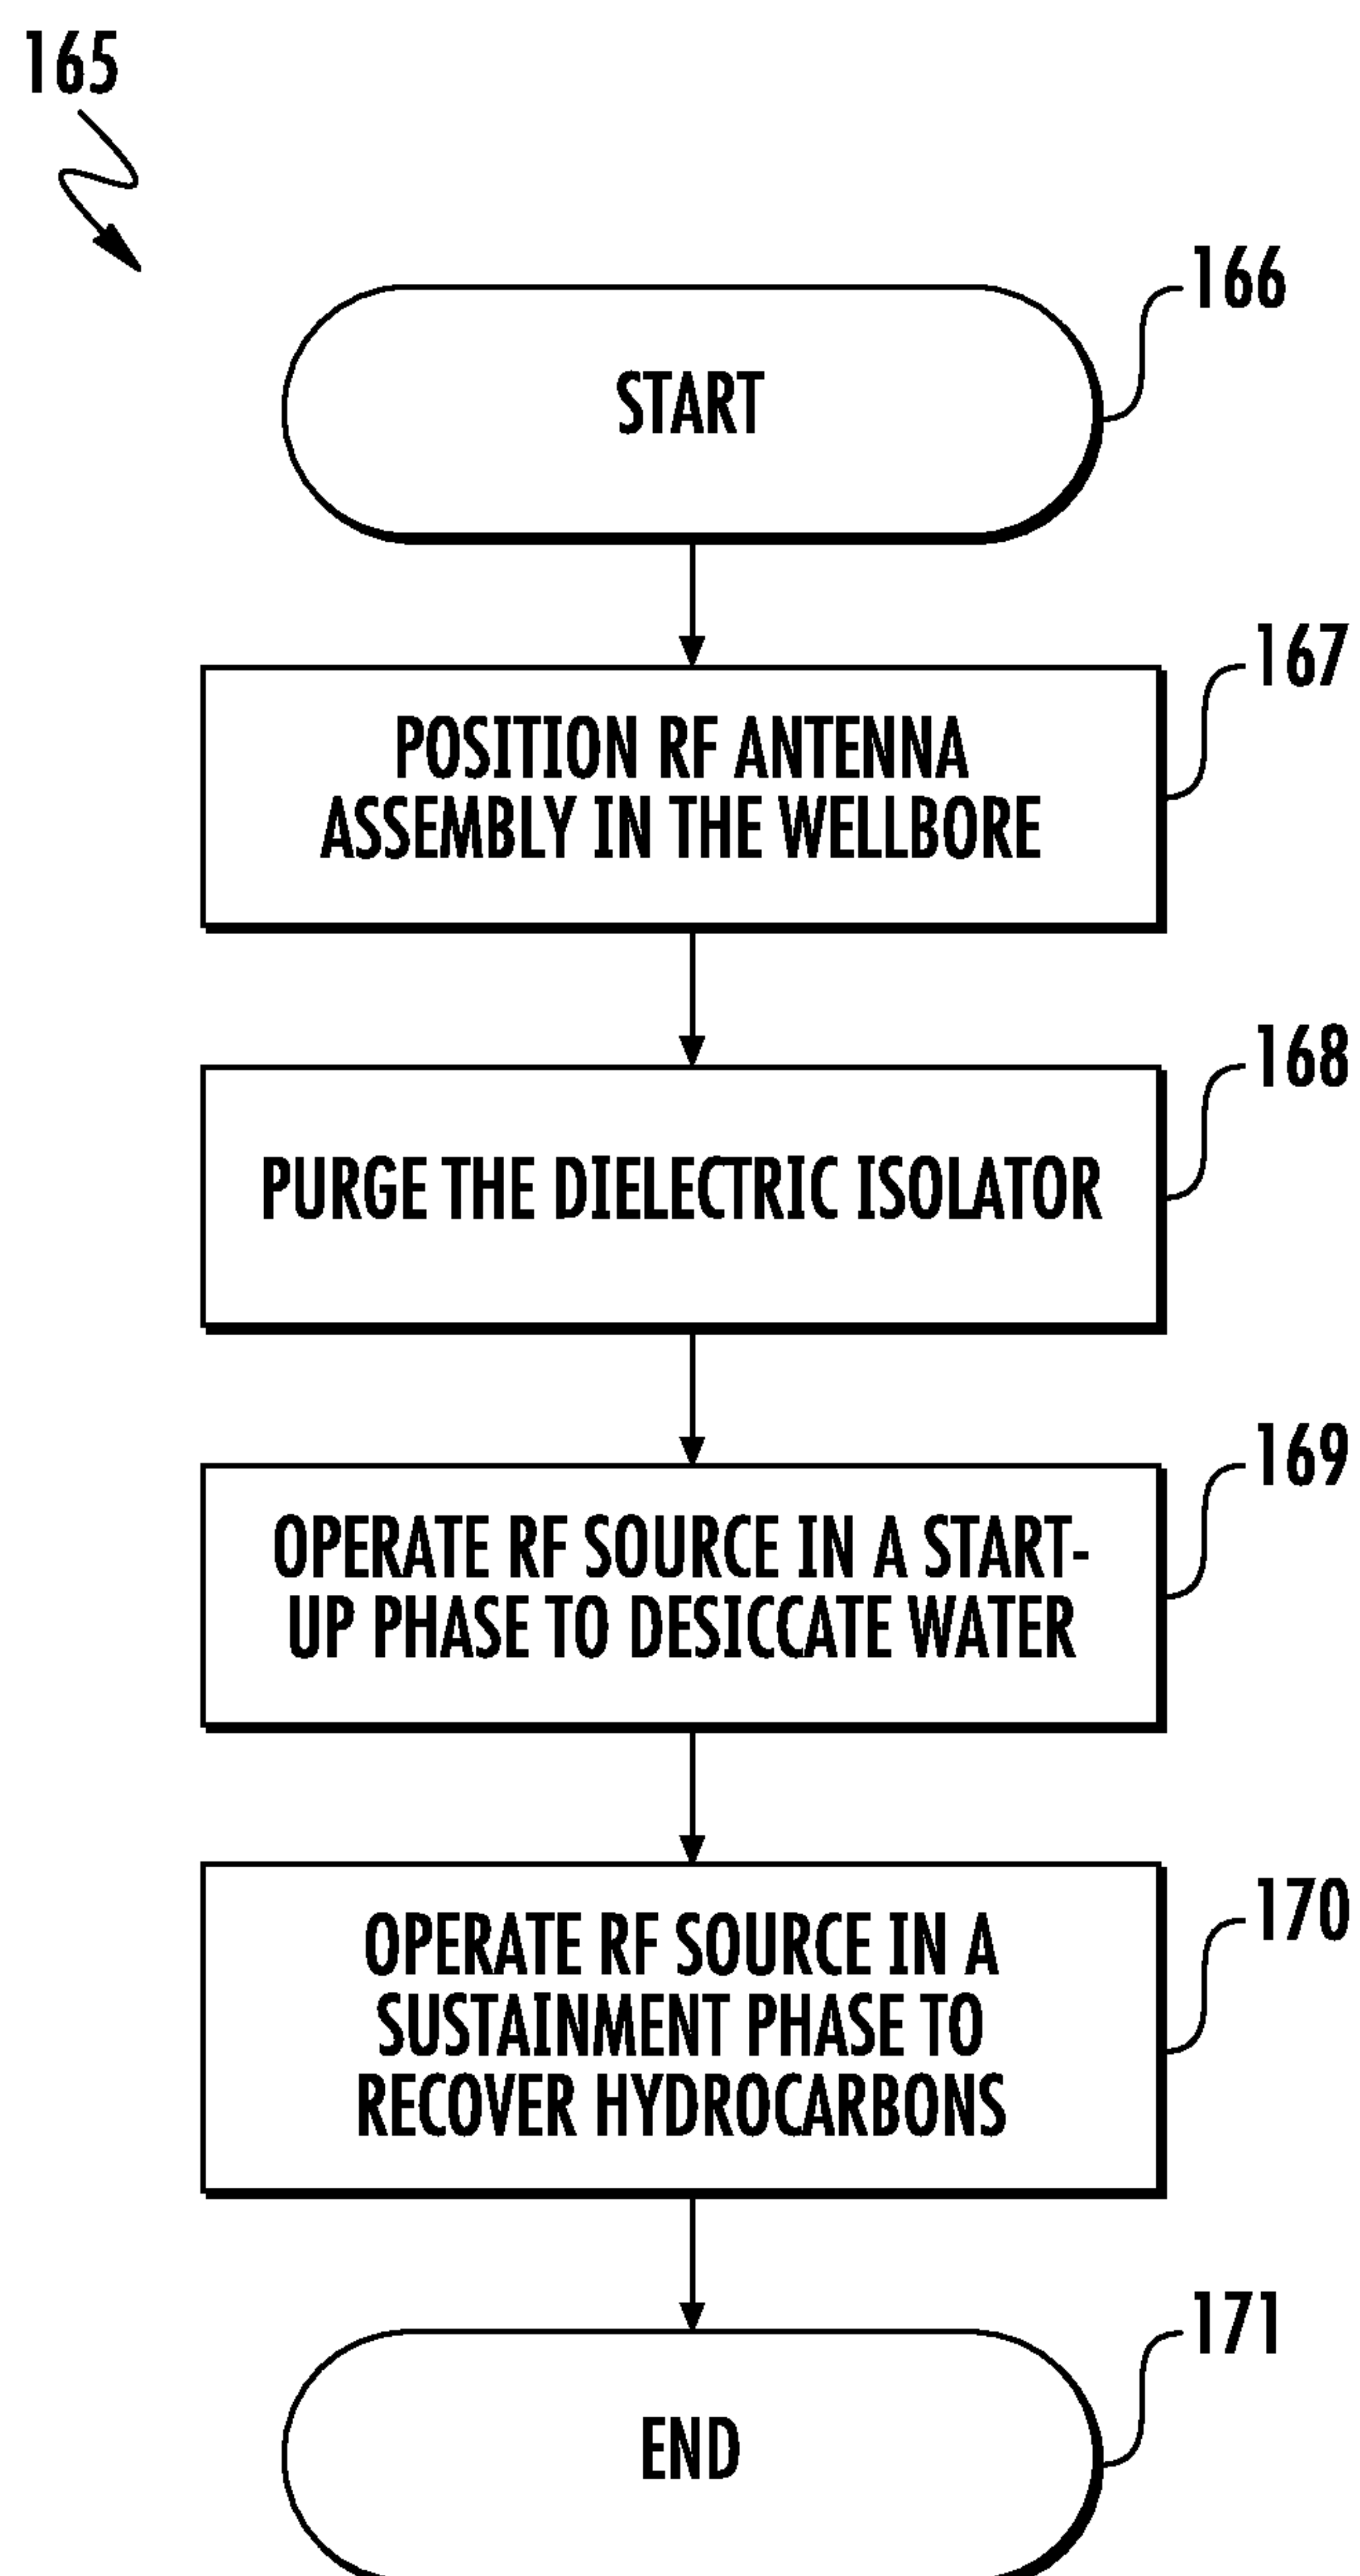 165
166
START
167
POSITION RF ANTENNA
ASSEMBLY IN THE WELLBORE
168
PURGE THE DIELECTRIC ISOLATOR
169
OPERATE RF SOURCE IN A START-
UP PHASE TO DESICCATE WATER
170
OPERATE RF SOURCE IN A
SUSTAINMENT PHASE TO
RECOVER HYDROCARBONS
171
END